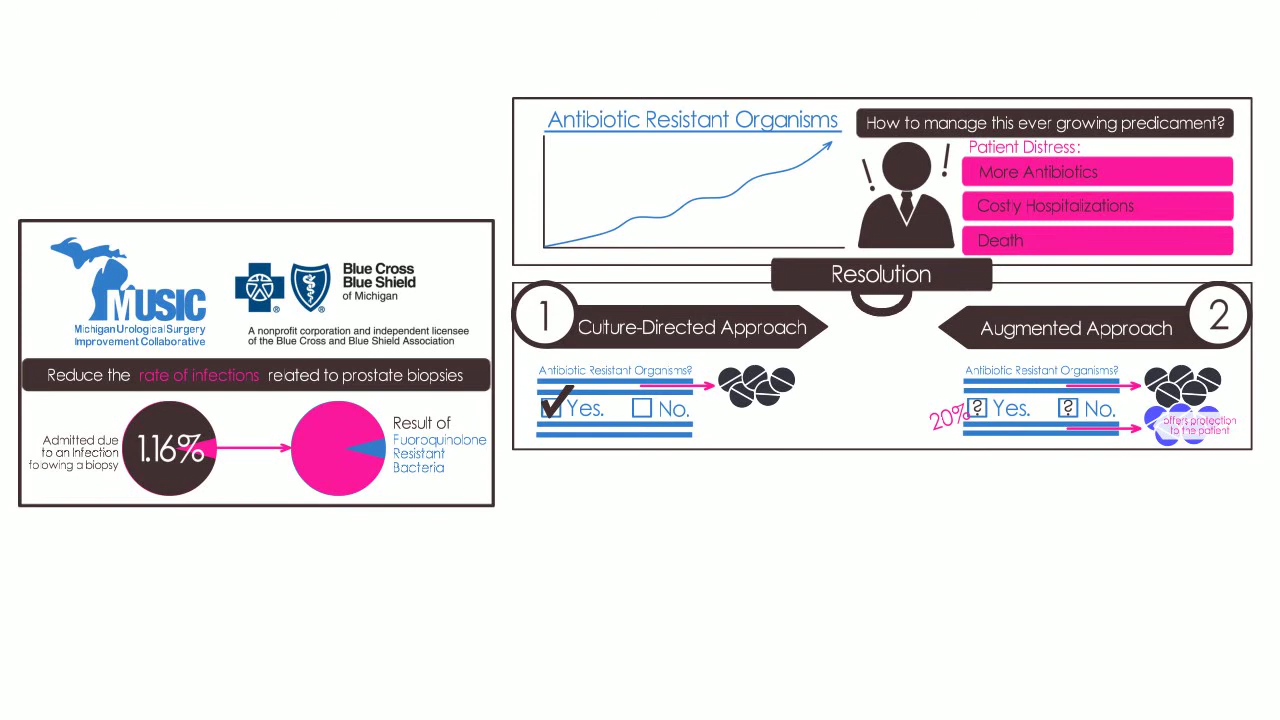 MUSIC
Michigan Urological Surgery
Improvement Collaborative
Blue Cross
Blue Shield
of Michigan
® ®
A nonprofit corporation and independent licensee
of the Blue Cross and Blue Shield Association
Reduce the rate of infections related to prostate biopsies
Admitted due
to an Infection
following a biopsy
1.16%
Result of
Fuoroquinolone
Resistant
Bacteria
Antibiotic Resistant Organisms
How to manage this ever growing predicament?
! !
Patient Distress:
More Antibiotics
Costly Hospitalizations
Death
Resolution
1
Culture-Directed Approach
Antibiotic Resistant Organisms?
Yes. No.
Augmented Approach
2
Antibiotic Resistant Organisms?
20%
? Yes. ? No.
offers protection
to the patient